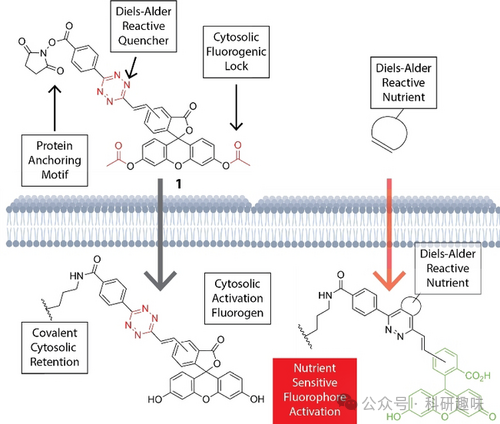 Diels-Alder
Reactive
Quencher
Cytosolic
Fluorogenic
Lock
Diels-Alder
Reactive
Nutrient
Protein
Anchoring
Motif
O
N
O
O
O
N
N
N
N
O
O
O
O
O
O
O
1
Diels-Alder
Reactive
Nutrient
Covalent
Cytosolic
Retention
HN
O
N
N
N
N
Cytosolic
Activation
Fluorogen
O
O
HO
O
OH
Nutrient
Sensitive
Fluorophore
Activation
HN
O
N
N
CO₂H
HO
O
O
公众号 · 科研趣味